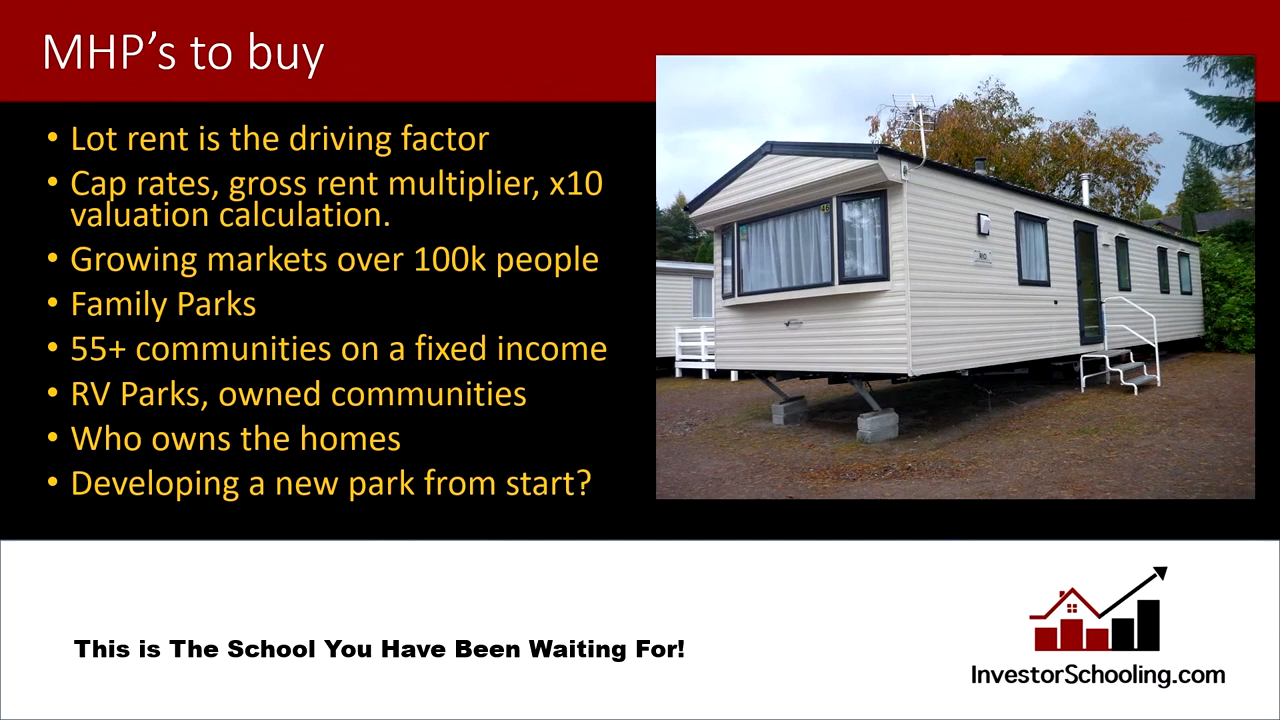 MHP’s to buy
• Lot rent is the driving factor
• Cap rates, gross rent multiplier, x10
valuation calculation.
• Growing markets over 100k people
• Family Parks
• 55+ communities on a fixed income
• RV Parks, owned communities
• Who owns the homes
• Developing a new park from start?
This is The School You Have Been Waiting For!
InvestorSchooling.com